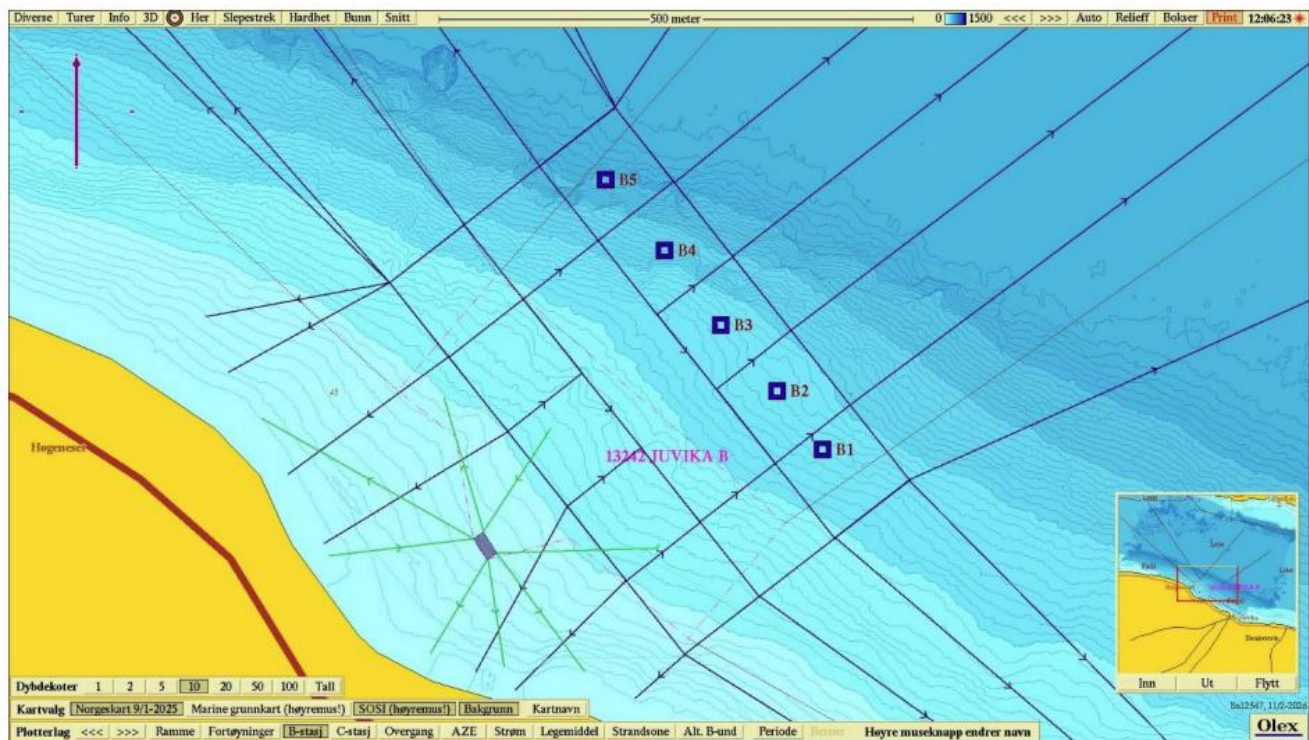 Diverse Turer Info 3D Her Slepestrek Hardhet Bunn Snitt 500 meter 0 1500 <<< >>> Auto Relieff Bokser Print 12:06:23
B5
B4
B3
B2
B1
45
Høgeneset
13242 JUVIKA B
Inn Ut Flytt
Dybdekoter 1 2 5 10 20 50 100 Tall
Kartvalg Norgeskart 9/1-2025 Marine grunnkart (høyremus!) SOSI (høyremus!) Bakgrunn Kartnavn
Plotterlag <<< >>> Ramme Fortøyninger B-stasj C-stasj Overgang AZE Strøm Legemiddel Strandsone Alt. B-und Periode Berner Høyre museknapp endrer navn
Olex